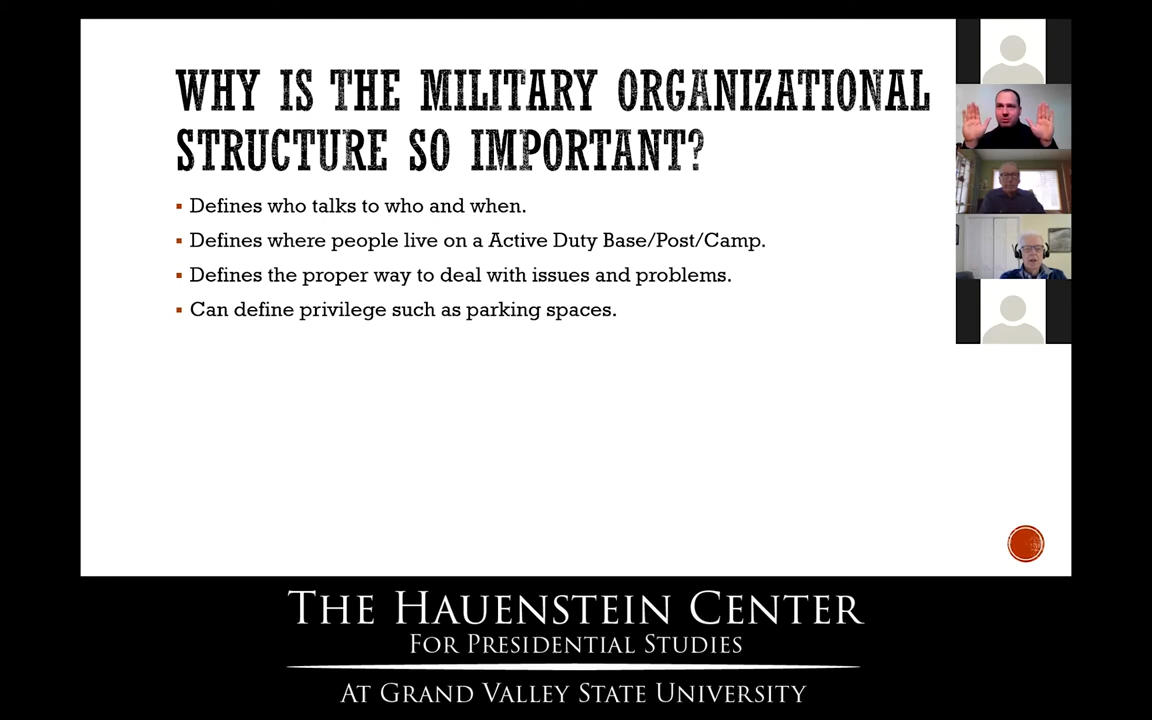 WHY IS THE MILITARY ORGANIZATIONAL
STRUCTURE SO IMPORTANT?
▪ Defines who talks to who and when.
▪ Defines where people live on a Active Duty Base/Post/Camp.
▪ Defines the proper way to deal with issues and problems.
▪ Can define privilege such as parking spaces.
THE HAUENSTEIN CENTER
FOR PRESIDENTIAL STUDIES
AT GRAND VALLEY STATE UNIVERSITY